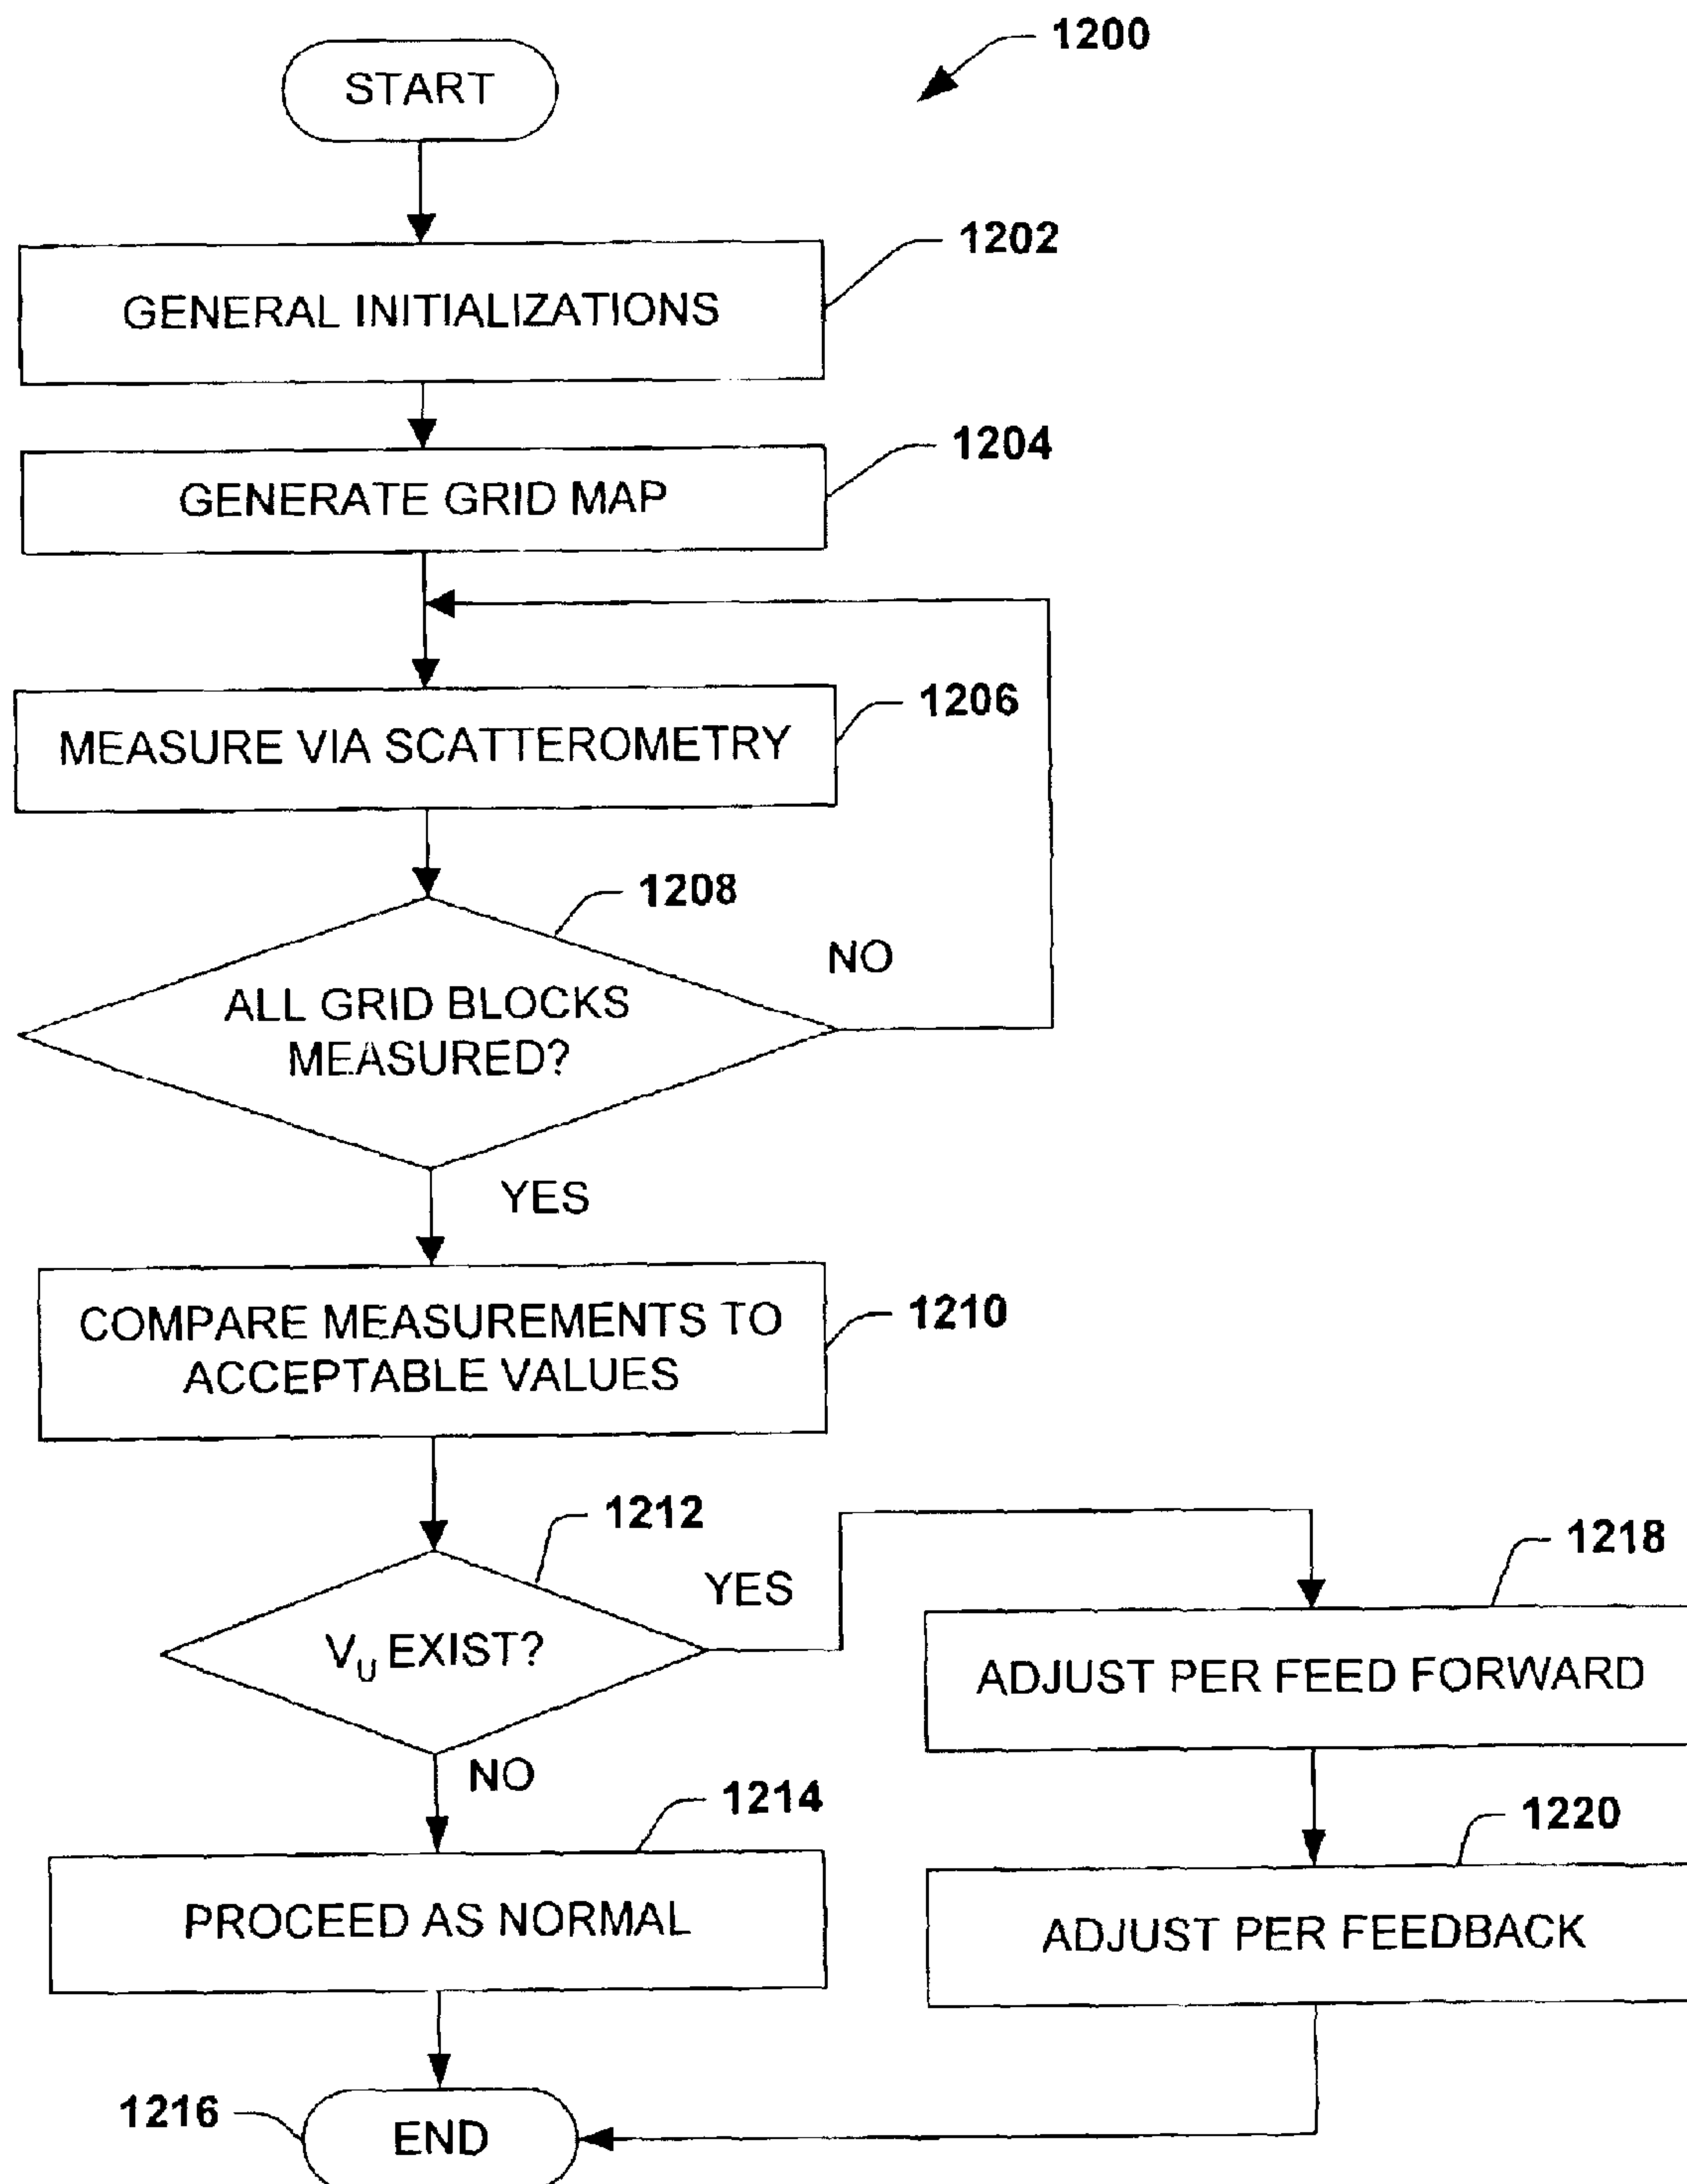 1200
START
1202
GENERAL INITIALIZATIONS
1204
GENERATE GRID MAP
1206
MEASURE VIA SCATTEROMETRY
1208
NO
ALL GRID BLOCKS
MEASURED?
YES
1210
COMPARE MEASUREMENTS TO
ACCEPTABLE VALUES
1212
YES
V_U EXIST?
NO
1218
ADJUST PER FEED FORWARD
1214
PROCEED AS NORMAL
1220
ADJUST PER FEEDBACK
1216
END